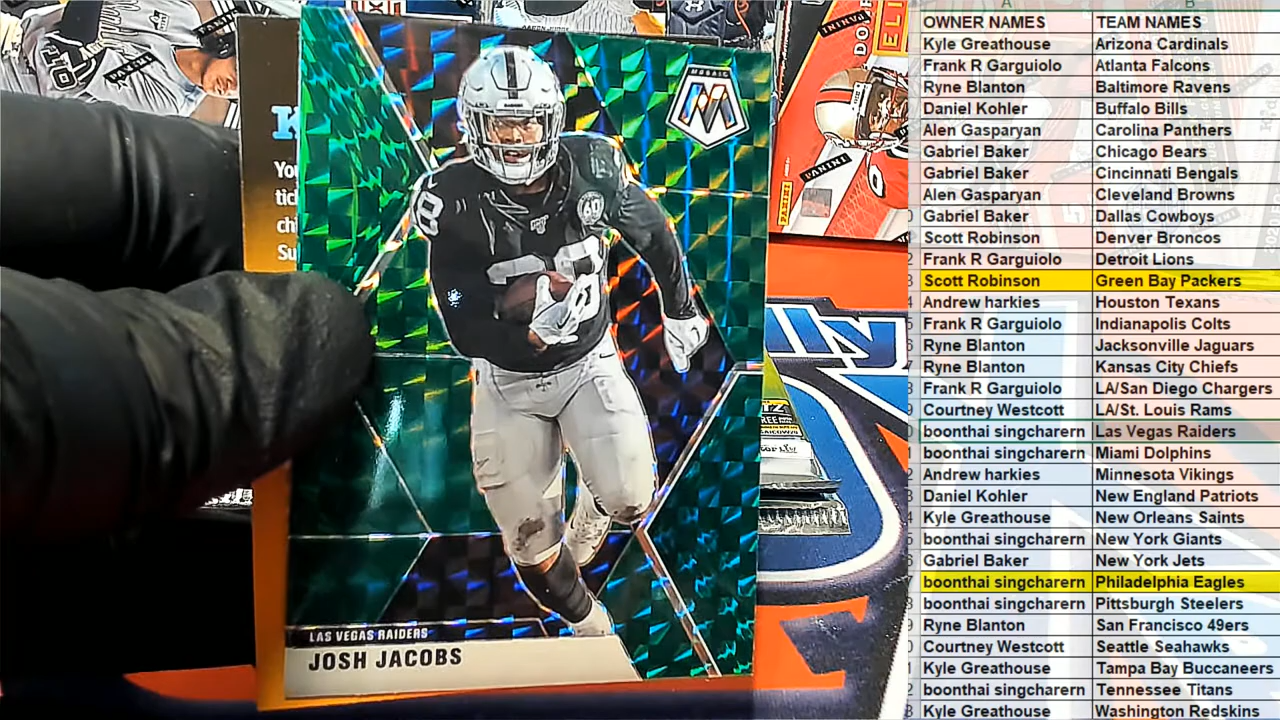 MOSAIC
PANINI
PANINI
PANINI
You
tick
chi
Su
28
60
LAS VEGAS RAIDERS
JOSH JACOBS
A B
OWNER NAMES TEAM NAMES
Kyle Greathouse Arizona Cardinals
Frank R Garguiolo Atlanta Falcons
Ryne Blanton Baltimore Ravens
Daniel Kohler Buffalo Bills
Alen Gasparyan Carolina Panthers
Gabriel Baker Chicago Bears
Gabriel Baker Cincinnati Bengals
Alen Gasparyan Cleveland Browns
Gabriel Baker Dallas Cowboys
Scott Robinson Denver Broncos
Frank R Garguiolo Detroit Lions
Scott Robinson Green Bay Packers
Andrew harkies Houston Texans
Frank R Garguiolo Indianapolis Colts
Ryne Blanton Jacksonville Jaguars
Ryne Blanton Kansas City Chiefs
Frank R Garguiolo LA/San Diego Chargers
Courtney Westcott LA/St. Louis Rams
boonthai singcharern Las Vegas Raiders
boonthai singcharern Miami Dolphins
Andrew harkies Minnesota Vikings
Daniel Kohler New England Patriots
Kyle Greathouse New Orleans Saints
boonthai singcharern New York Giants
Gabriel Baker New York Jets
boonthai singcharern Philadelphia Eagles
boonthai singcharern Pittsburgh Steelers
Ryne Blanton San Francisco 49ers
Courtney Westcott Seattle Seahawks
Kyle Greathouse Tampa Bay Buccaneers
boonthai singcharern Tennessee Titans
Kyle Greathouse Washington Redskins